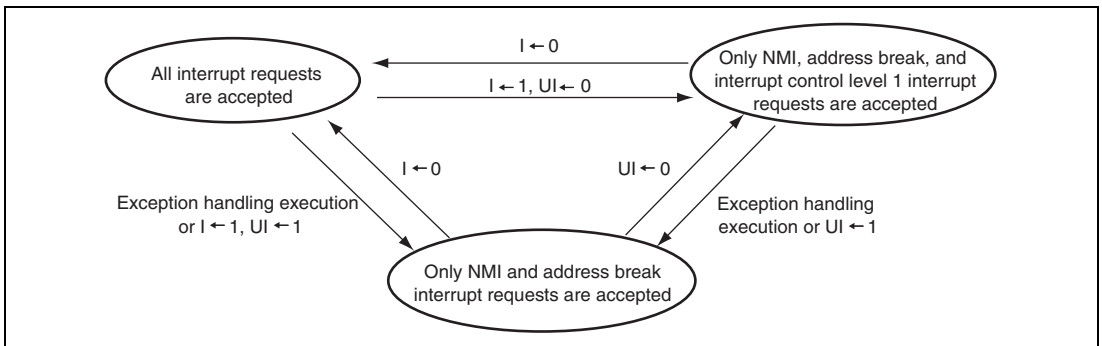 I ← 0
All interrupt requests
are accepted
Only NMI, address break, and
interrupt control level 1 interrupt
requests are accepted
I ← 1, UI ← 0
I ← 0
UI ← 0
Exception handling execution
or I ← 1, UI ← 1
Exception handling
execution or UI ← 1
Only NMI and address break
interrupt requests are accepted